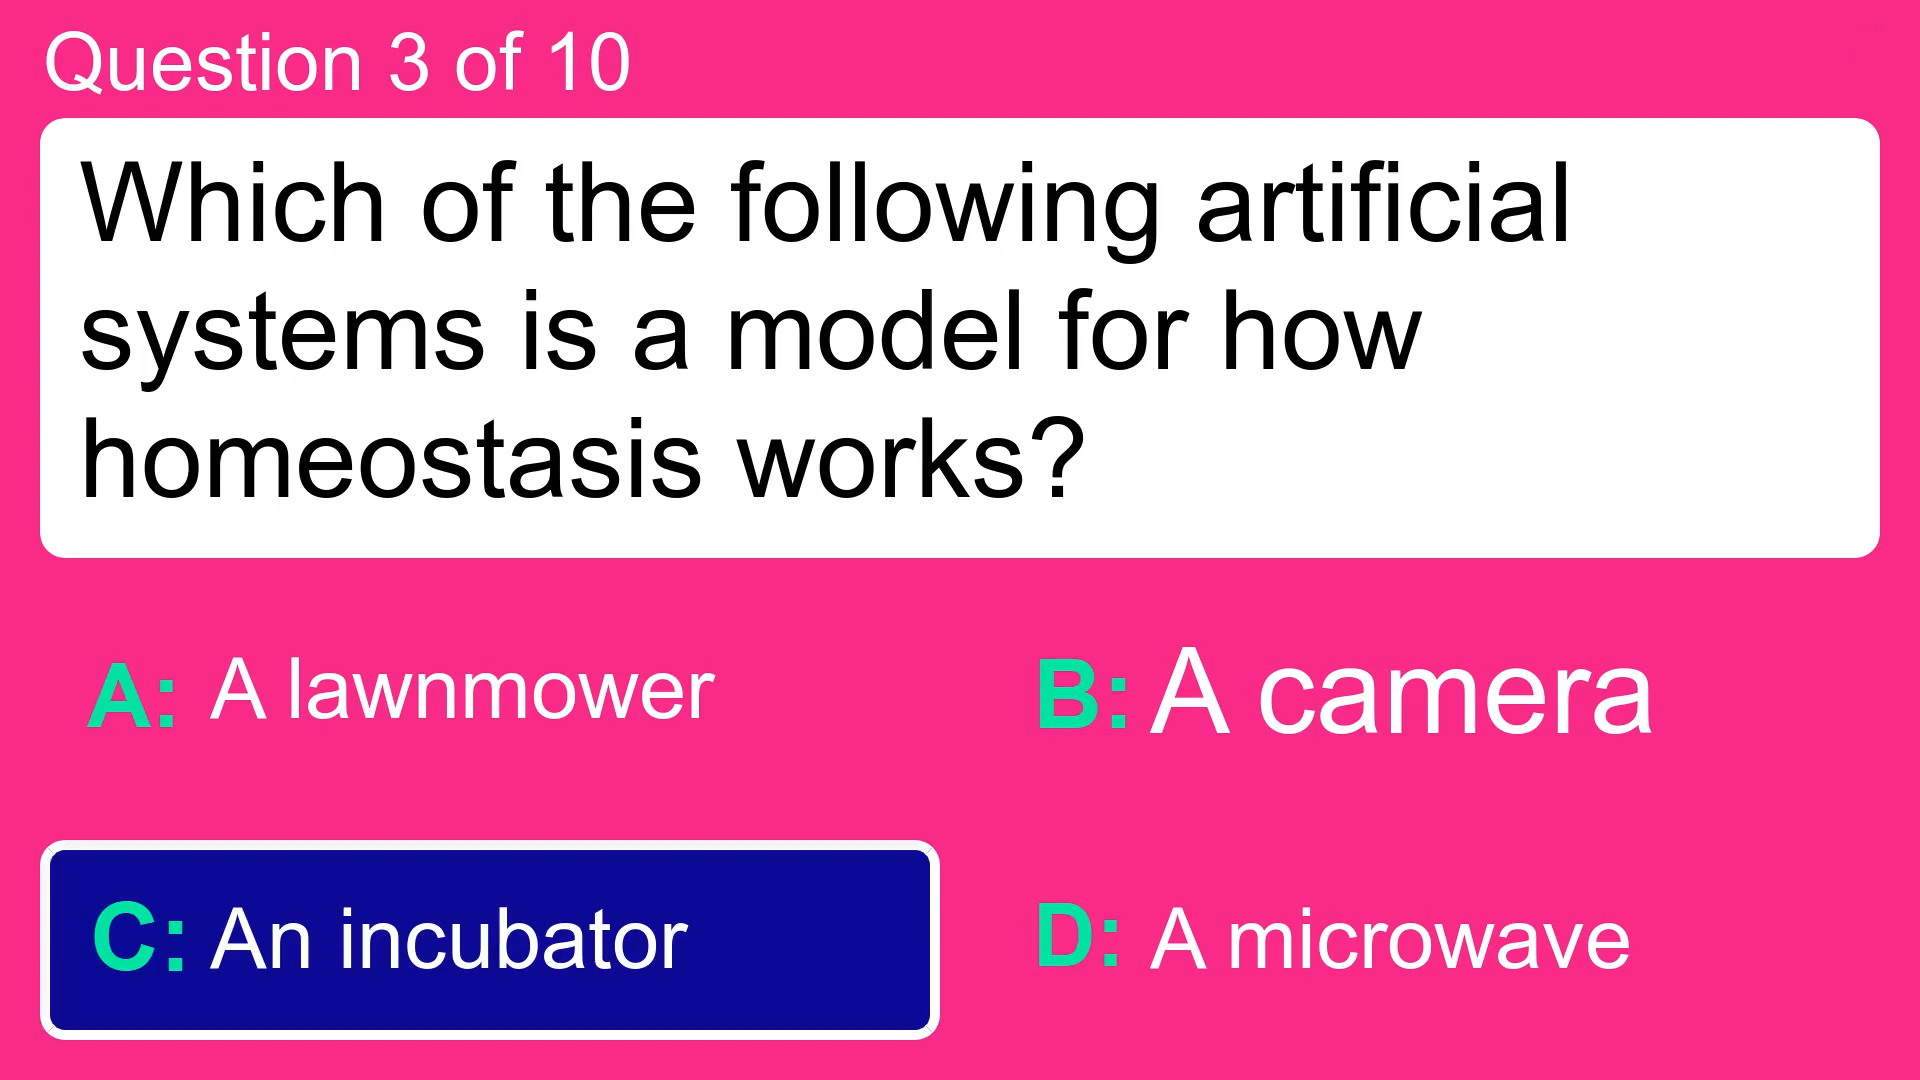 Question 3 of 10
Which of the following artificial
systems is a model for how
homeostasis works?
A: A lawnmower
B: A camera
C: An incubator
D: A microwave